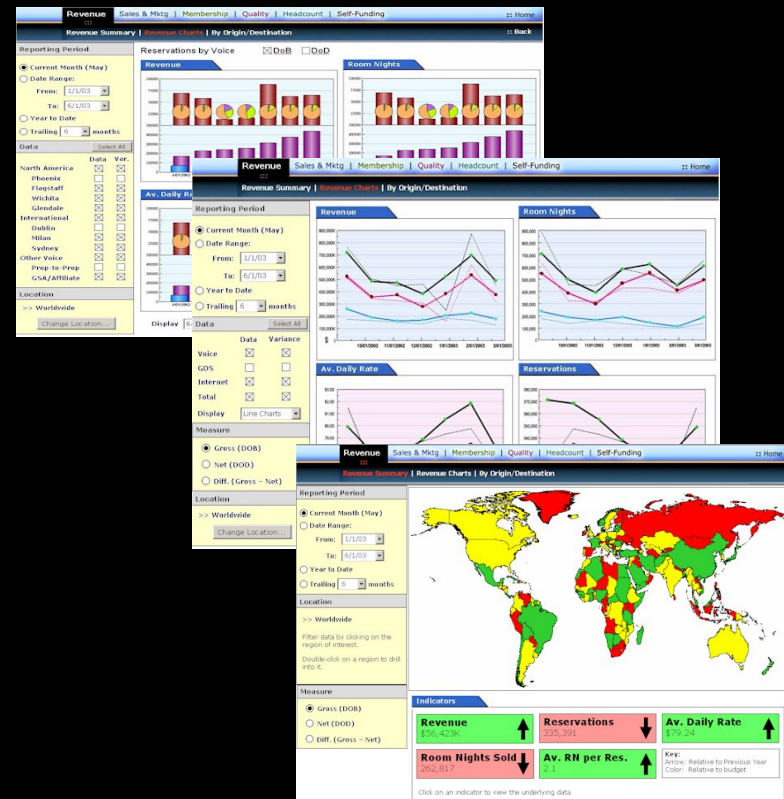 Revenue Sales & Mktg | Membership | Quality | Headcount | Self-Funding :: Home
Revenue Summary | Revenue Charts | By Origin/Destination :: Back
Reporting Period
Current Month (May)
Date Range:
From: 1/1/03
To: 6/1/03
Year to Date
Trailing 6 months
Data Select All
Data Ver.
North America
Phoenix
Flagstaff
Wichita
Glendale
International
Dublin
Milan
Sydney
Other Voice
Prop-to-Prop
GSA/Affiliate
Location
>> Worldwide
Change Location...
Reservations by Voice DoB DoD
Revenue
Room Nights
Display
Revenue Sales & Mktg | Membership | Quality | Headcount | Self-Funding :: Home
Revenue Summary | Revenue Charts | By Origin/Destination
Reporting Period
Current Month (May)
Date Range:
From: 1/1/03
To: 6/1/03
Year to Date
Trailing 6 months
Data Select All
Data Variance
Voice
GDS
Internet
Total
Display Line Charts
Measure
Gross (DOB)
Net (DOD)
Diff. (Gross - Net)
Location
>> Worldwide
Change Location...
Revenue
Room Nights
Av. Daily Rate
Reservations
Revenue Sales & Mktg | Membership | Quality | Headcount | Self-Funding :: Home
Revenue Summary | Revenue Charts | By Origin/Destination
Reporting Period
Current Month (May)
Date Range:
From: 1/1/03
To: 6/1/03
Year to Date
Trailing 6 months
Location
>> Worldwide
Filter data by clicking on the
region of interest.
Double-click on a region to drill
into it.
Measure
Gross (DOB)
Net (DOD)
Diff. (Gross - Net)
Indicators
Revenue
$56,423K
Reservations
335,391
Av. Daily Rate
$79.24
Room Nights Sold
262,817
Av. RN per Res.
2.1
Key:
Arrow: Relative to Previous Year
Color: Relative to budget
Click on an indicator to view the underlying data